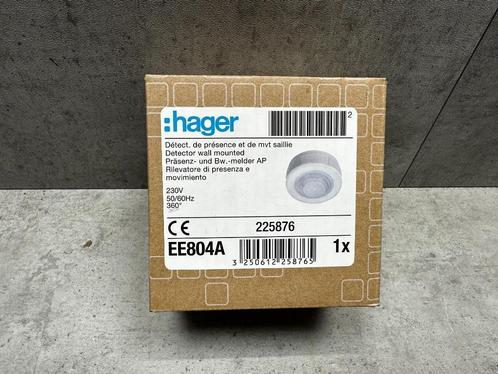 :hager
2
Détect. de présence et de mvt saillie
Detector wall mounted
Präsenz- und Bw.-melder AP
Rilevatore di presenza e
movimiento
230V
50/60Hz
360°
CE
225876
EE804A
1x
3 250612 258765